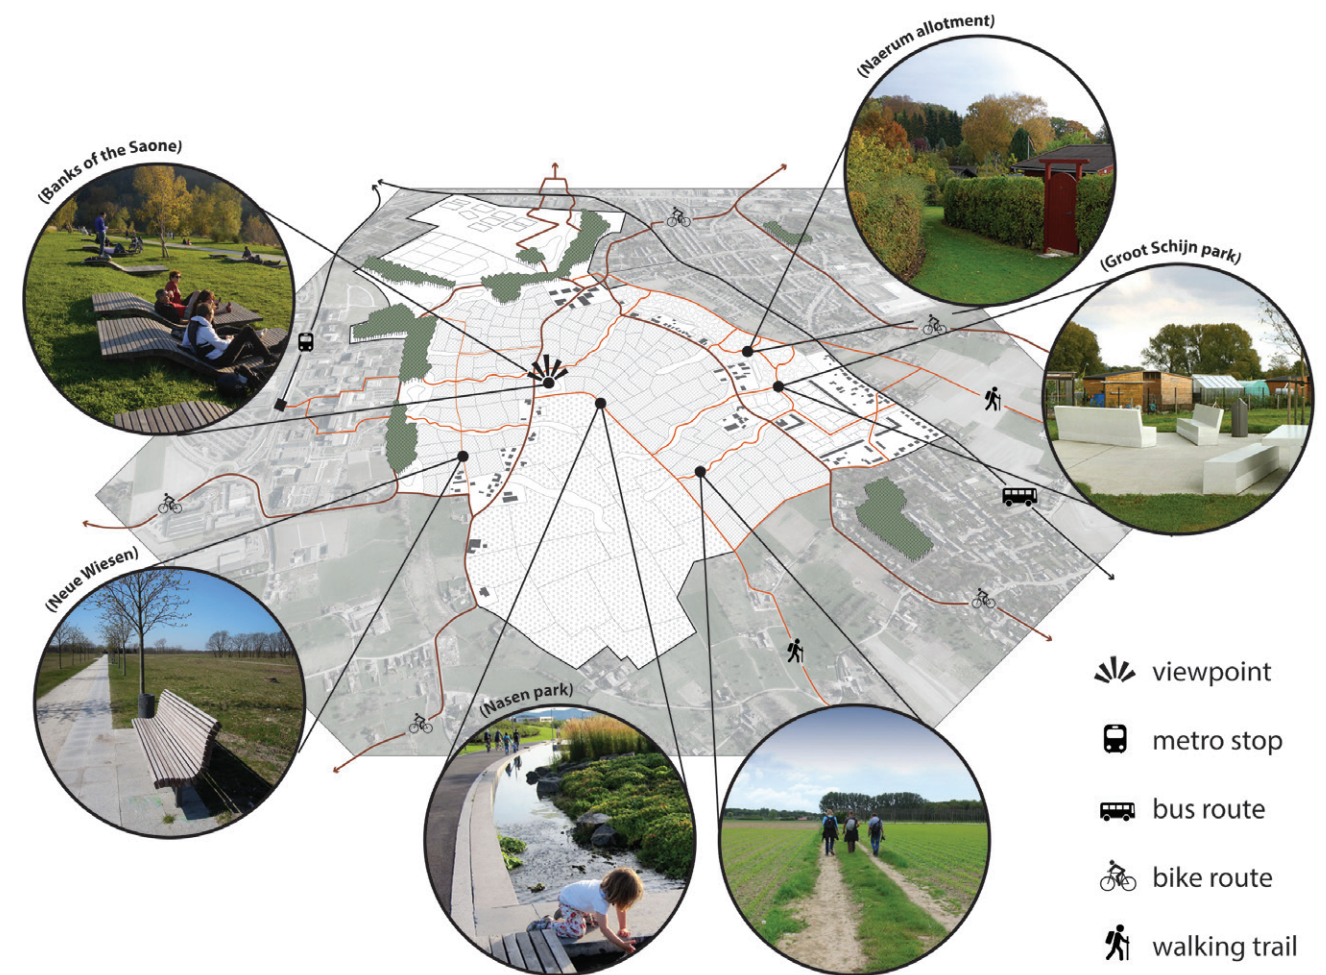 (Naerum allotment)
(Banks of the Saone)
(Groot Schijn park)
(Neue Wiesen)
(Nasen park)
viewpoint
metro stop
bus route
bike route
walking trail